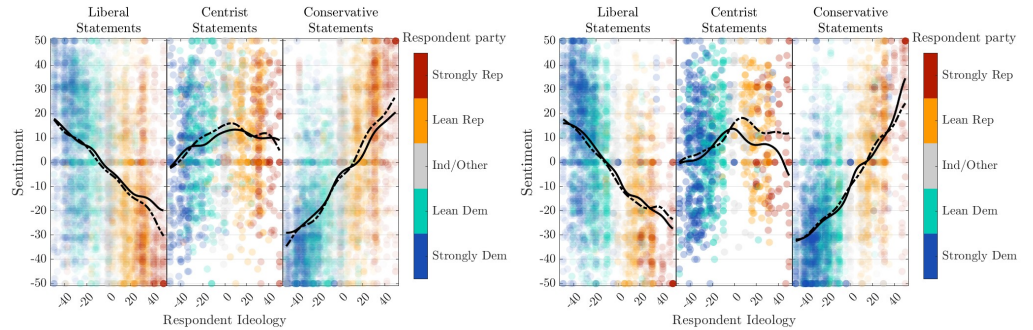 Liberal Statements
Centrist Statements
Conservative Statements
Respondent party
50
40
30
20
10
0
-10
-20
-30
-40
-50
Sentiment
-40 -20 0 20 40
-40 -20 0 20 40
-40 -20 0 20 40
Respondent Ideology
Strongly Rep
Lean Rep
Ind/Other
Lean Dem
Strongly Dem
Liberal Statements
Centrist Statements
Conservative Statements
Respondent party
50
40
30
20
10
0
-10
-20
-30
-40
-50
Sentiment
-40 -20 0 20 40
-40 -20 0 20 40
-40 -20 0 20 40
Respondent Ideology
Strongly Rep
Lean Rep
Ind/Other
Lean Dem
Strongly Dem